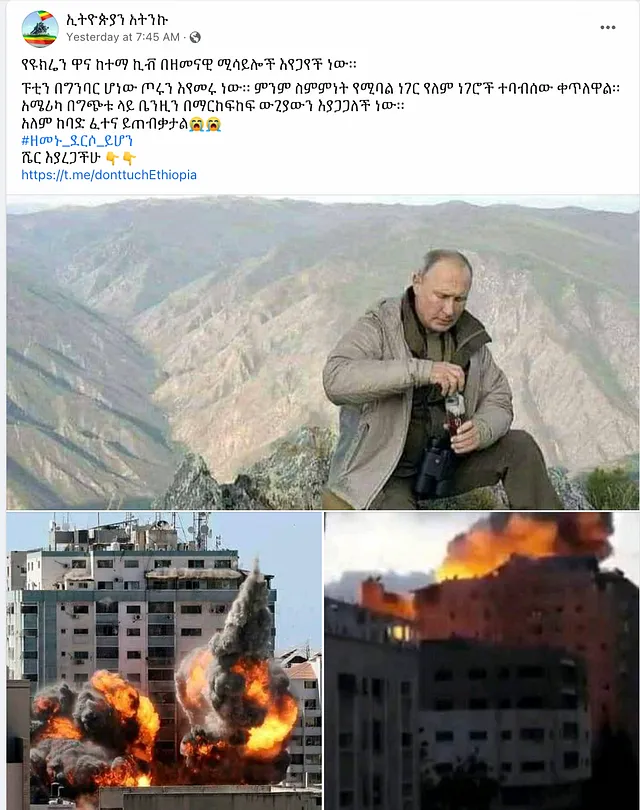 ኢትዮጵያን አትንኩ
Yesterday at 7:45 AM ·
የዩክሬን ዋና ከተማ ኪቭ በዘመናዊ ሚሳይሎች እየጋየች ነው፡፡
ፑቲን በግንባር ሆነው ጦሩን እየመሩ ነው፡፡ ምንም ስምምነት የሚባል ነገር የለም ነገሮች ተባብሰው ቀጥለዋል፡፡
አሜሪካ በግጭቱ ላይ ቤንዚን በማርከፍከፍ ውጊያውን እያጋጋለች ነው፡፡
አለም ከባድ ፈተና ይጠብቃታል😭😭
#ዘመኑ_ደርሶ_ይሆን
ሼር እያረጋችሁ 👇👇
https://t.me/donttuchEthiopia